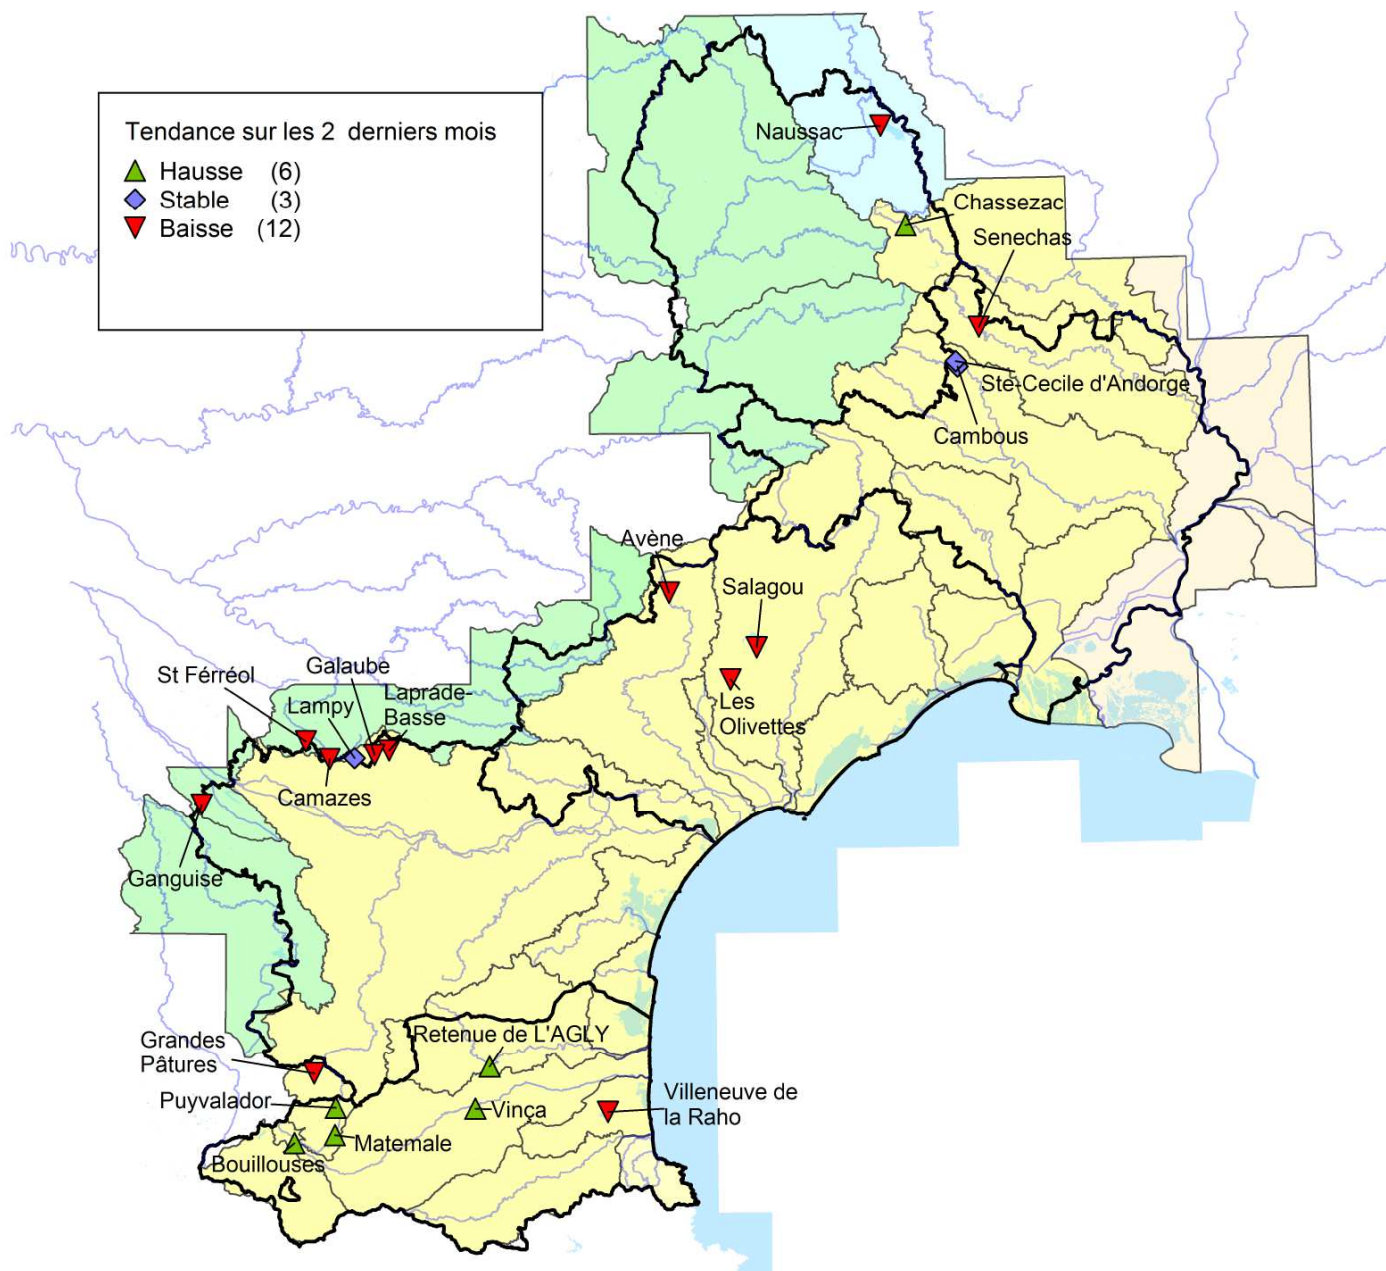 Tendance sur les 2 derniers mois
Hausse (6)
Stable (3)
Baisse (12)
Naussac
Chassezac
Senechas
Ste-Cecile d'Andorge
Cambous
Avène
Salagou
Les
Olivettes
St Férréol
Galaube
Lampy
Laprade-
Basse
Camazes
Ganguise
Grandes
Pâtures
Retenue de L'AGLY
Puyvalador
Vinça
Villeneuve de
la Raho
Matemale
Bouillouses